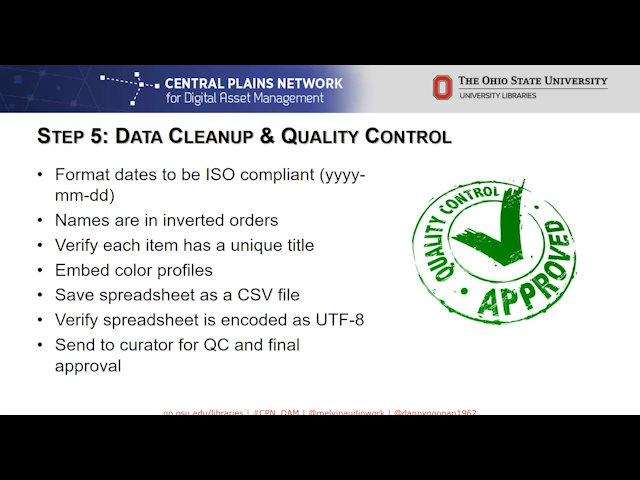 CENTRAL PLAINS NETWORK
for Digital Asset Management
THE OHIO STATE UNIVERSITY
UNIVERSITY LIBRARIES
STEP 5: DATA CLEANUP & QUALITY CONTROL
• Format dates to be ISO compliant (yyyy-
mm-dd)
• Names are in inverted orders
• Verify each item has a unique title
• Embed color profiles
• Save spreadsheet as a CSV file
• Verify spreadsheet is encoded as UTF-8
• Send to curator for QC and final
approval
QUALITY CONTROL
APPROVED
go.osu.edu/libraries | #CPN_DAM | @melvinaudiowork | @dannynoonan1962